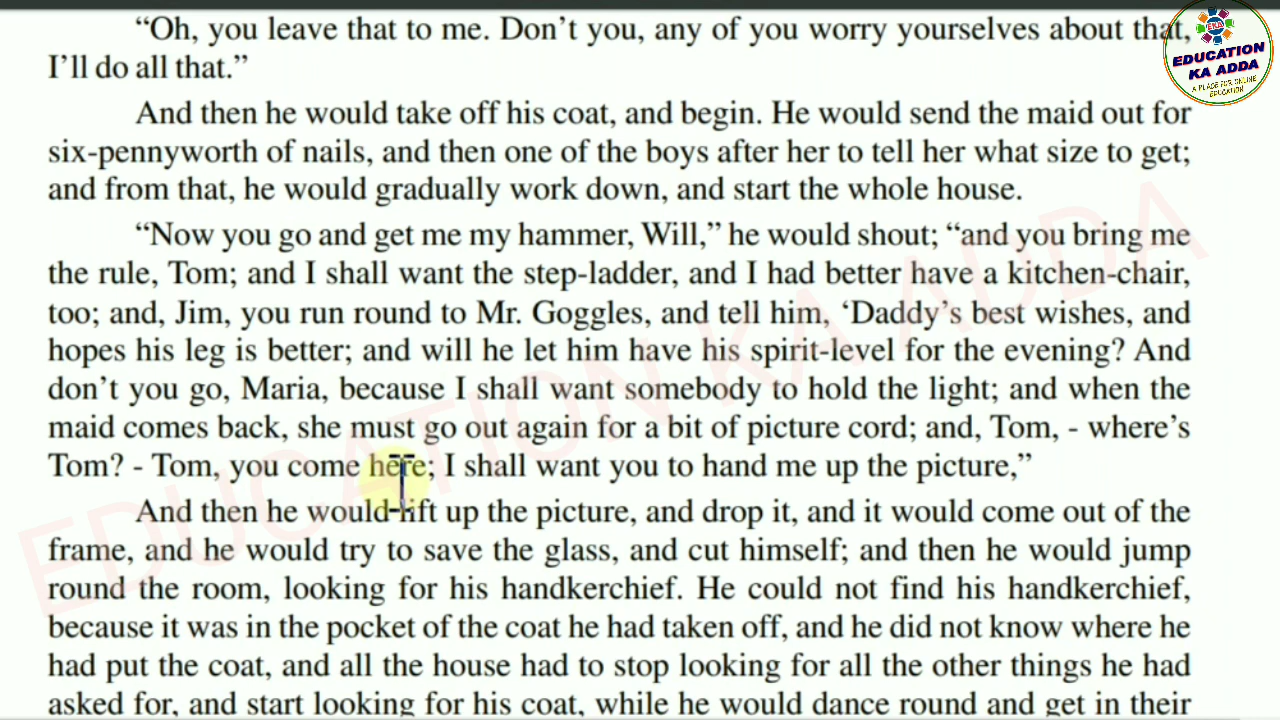 “Oh, you leave that to me. Don’t you, any of you worry yourselves about that,
I’ll do all that.”
And then he would take off his coat, and begin. He would send the maid out for
six-pennyworth of nails, and then one of the boys after her to tell her what size to get;
and from that, he would gradually work down, and start the whole house.
“Now you go and get me my hammer, Will,” he would shout; “and you bring me
the rule, Tom; and I shall want the step-ladder, and I had better have a kitchen-chair,
too; and, Jim, you run round to Mr. Goggles, and tell him, ‘Daddy’s best wishes, and
hopes his leg is better; and will he let him have his spirit-level for the evening? And
don’t you go, Maria, because I shall want somebody to hold the light; and when the
maid comes back, she must go out again for a bit of picture cord; and, Tom, - where’s
Tom? - Tom, you come here; I shall want you to hand me up the picture,”
And then he would lift up the picture, and drop it, and it would come out of the
frame, and he would try to save the glass, and cut himself; and then he would jump
round the room, looking for his handkerchief. He could not find his handkerchief,
because it was in the pocket of the coat he had taken off, and he did not know where he
had put the coat, and all the house had to stop looking for all the other things he had
asked for, and start looking for his coat, while he would dance round and get in their
EKA
EDUCATION
KA ADDA
A PLACE FOR ONLINE
EDUCATION
EDUCATION KA ADDA